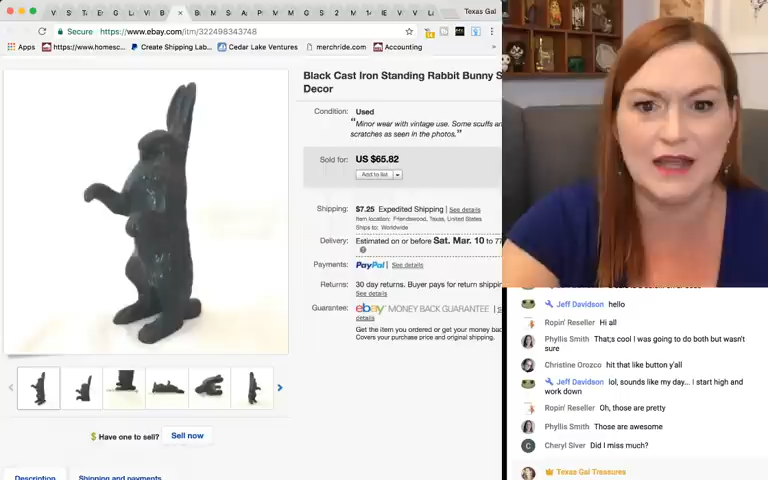 Texas Gal
Secure
https://www.ebay.com/itm/322498343748
Apps
https://www.homesc...
Create Shipping Lab...
Cedar Lake Ventures
merchride.com
Accounting
Black Cast Iron Standing Rabbit Bunny S
Decor
Condition: Used
"Minor wear with vintage use. Some scuffs an
scratches as seen in the photos."
Sold for: US $65.82
Add to list
Shipping: $7.25 Expedited Shipping | See details
Item location: Friendswood, Texas, United States
Ships to: Worldwide
Delivery: Estimated on or before Sat. Mar. 10 to 77
Payments: PayPal | See details
Returns: 30 day returns. Buyer pays for return shippin
See details
Guarantee: ebay MONEY BACK GUARANTEE | S
details
Get the item you ordered or get your money bac
Covers your purchase price and original shipping.
$ Have one to sell? Sell now
Description
Shipping and payments
Jeff Davidson hello
Ropin' Reseller Hi all
Phyllis Smith That;s cool I was going to do both but wasn't
sure
Christine Orozco hit that like button y'all
Jeff Davidson lol, sounds like my day... I start high and
work down
Ropin' Reseller Oh, those are pretty
Phyllis Smith Those are awesome
C Cheryl Siver Did I miss much?
Texas Gal Treasures